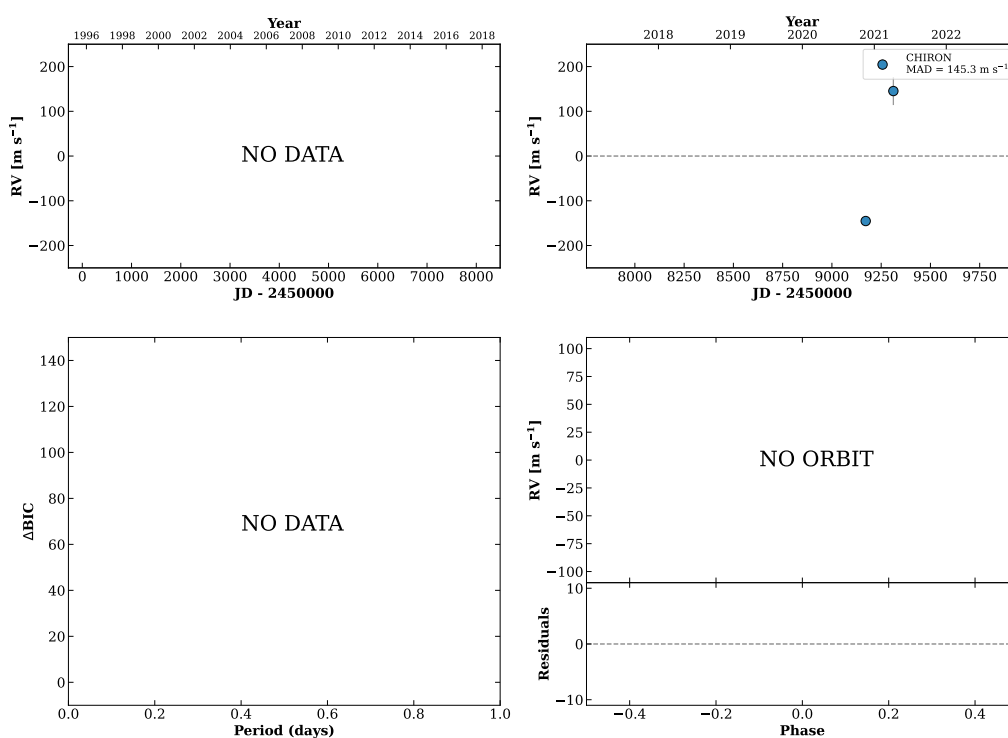 Year
1996 1998 2000 2002 2004 2006 2008 2010 2012 2014 2016 2018
200
100
0
−100
−200
RV [m s⁻¹]
NO DATA
0 1000 2000 3000 4000 5000 6000 7000 8000
JD - 2450000
Year
2018 2019 2020 2021 2022
CHIRON
MAD = 145.3 m s⁻¹
200
100
0
−100
−200
RV [m s⁻¹]
8000 8250 8500 8750 9000 9250 9500 9750
JD - 2450000
140
120
100
80
60
40
20
0
ΔBIC
NO DATA
0.0 0.2 0.4 0.6 0.8 1.0
Period (days)
100
75
50
25
0
−25
−50
−75
−100
RV [m s⁻¹]
NO ORBIT
10
0
−10
Residuals
−0.4 −0.2 0.0 0.2 0.4
Phase